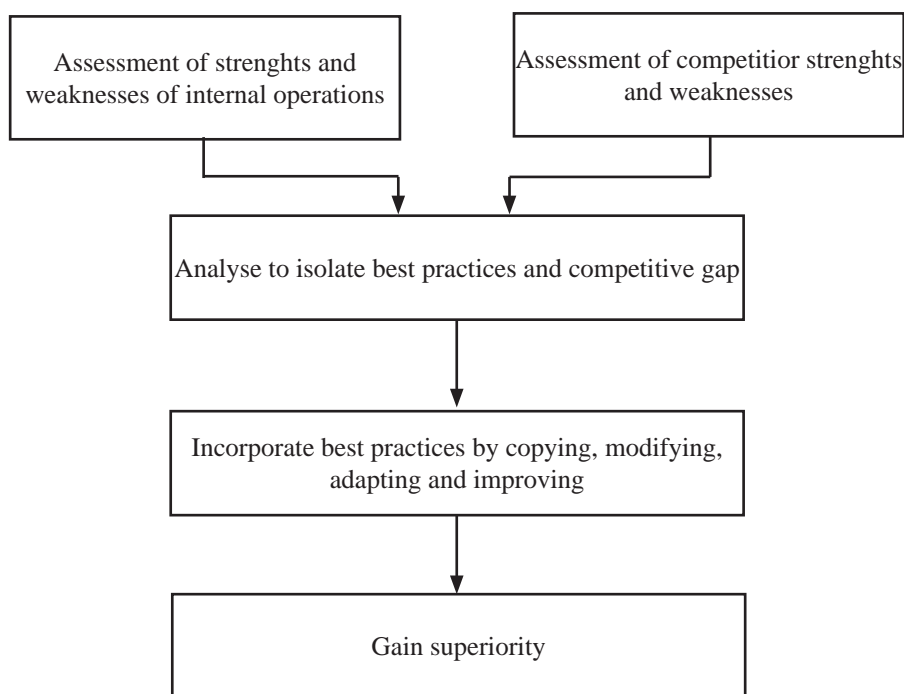 Assessment of strenghts and
weaknesses of internal operations
Assessment of competitior strenghts
and weaknesses
Analyse to isolate best practices and competitive gap
Incorporate best practices by copying, modifying,
adapting and improving
Gain superiority